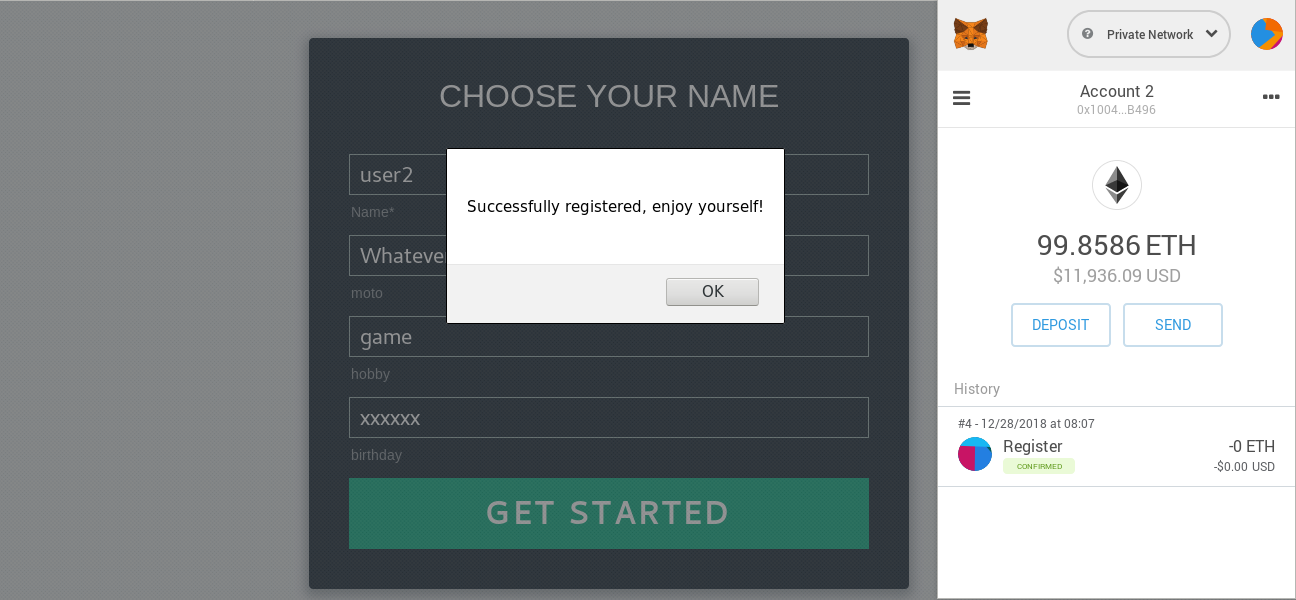 CHOOSE YOUR NAME
user2
Name*
Whateve
moto
game
hobby
xxxxxx
birthday
GET STARTED
Successfully registered, enjoy yourself!
OK
Private Network
Account 2
0x1004...B496
99.8586 ETH
$11,936.09 USD
DEPOSIT SEND
History
#4 - 12/28/2018 at 08:07
Register -0 ETH
CONFIRMED -$0.00 USD